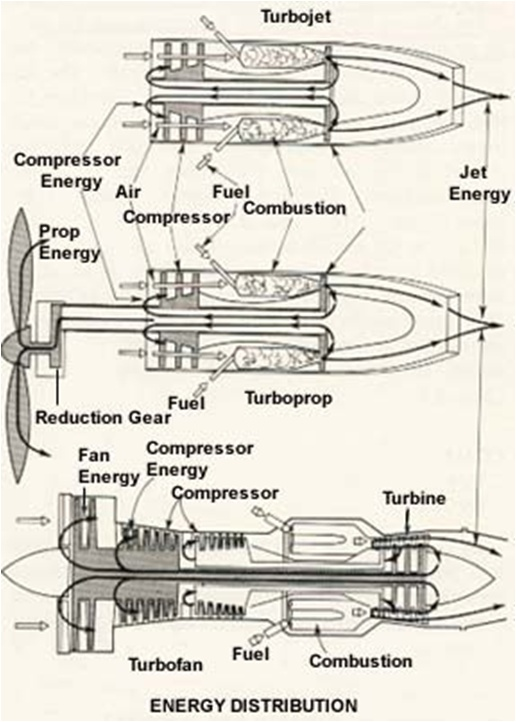 Turbojet
Compressor
Energy
Air
Compressor
Fuel
Combustion
Jet
Energy
Prop
Energy
Reduction Gear
Fuel
Turboprop
Fan
Energy
Compressor
Energy
Compressor
Turbine
Turbofan
Fuel
Combustion
ENERGY DISTRIBUTION